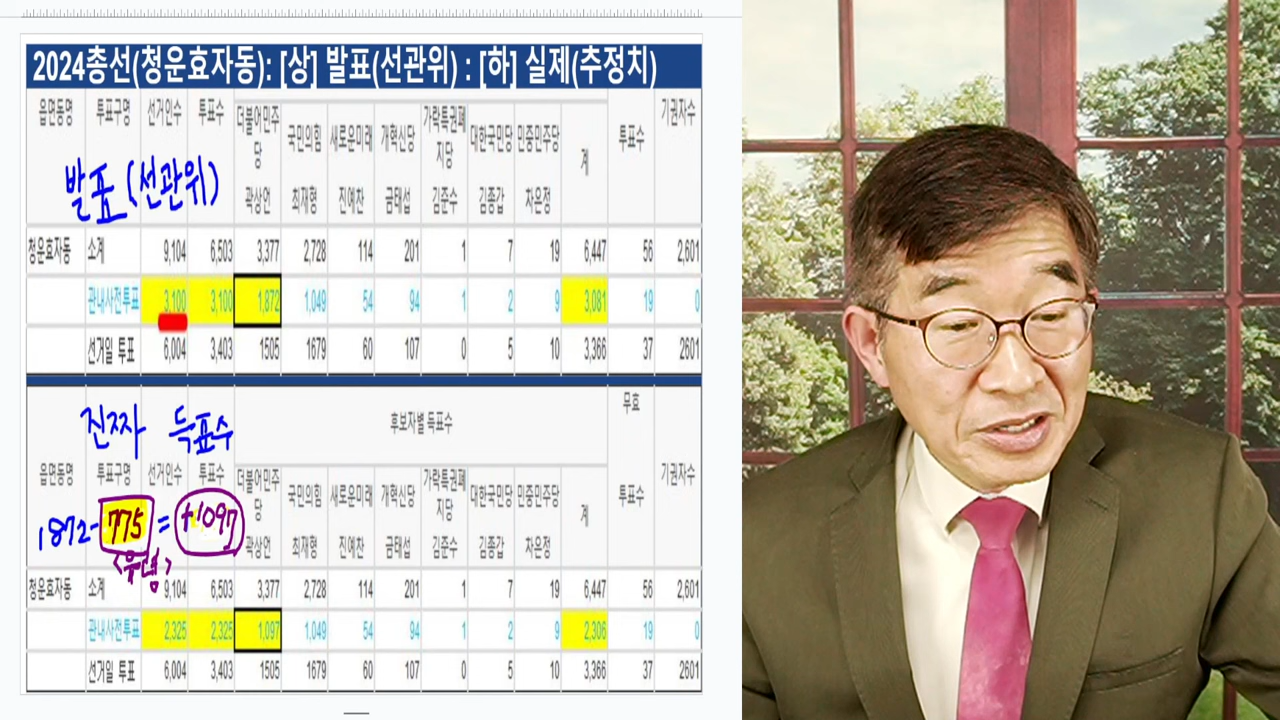 2024총선(청운효자동): [상] 발표(선관위) : [하] 실제(추정치)
읍면동명 투표구명 선거인수 투표수 더불어민주당 곽상언 국민의힘 최재형 새로운미래 진예찬 개혁신당 금태섭 가락특권폐지당 김준수 대한국민당 김종갑 민중민주당 차은정 계 투표수 기권자수
발표(선관위)
청운효자동 소계 9,104 6,503 3,377 2,728 114 201 1 7 19 6,447 56 2,601
관내사전투표 3,100 3,100 1,872 1,049 54 94 1 2 9 3,081 19 0
선거일 투표 6,004 3,403 1505 1679 60 107 0 5 10 3,366 37 2601
진짜 득표수
후보자별 득표수
무효
읍면동명 투표구명 선거인수 투표수 더불어민주당 곽상언 국민의힘 최재형 새로운미래 진예찬 개혁신당 금태섭 가락특권폐지당 김준수 대한국민당 김종갑 민중민주당 차은정 계 투표수 기권자수
1872-775=+1097
<유령>
청운효자동 소계 9,104 6,503 3,377 2,728 114 201 1 7 19 6,447 56 2,601
관내사전투표 2,325 2,325 1,097 1,049 54 94 1 2 9 2,306 19 0
선거일 투표 6,004 3,403 1505 1679 60 107 0 5 10 3,366 37 2601